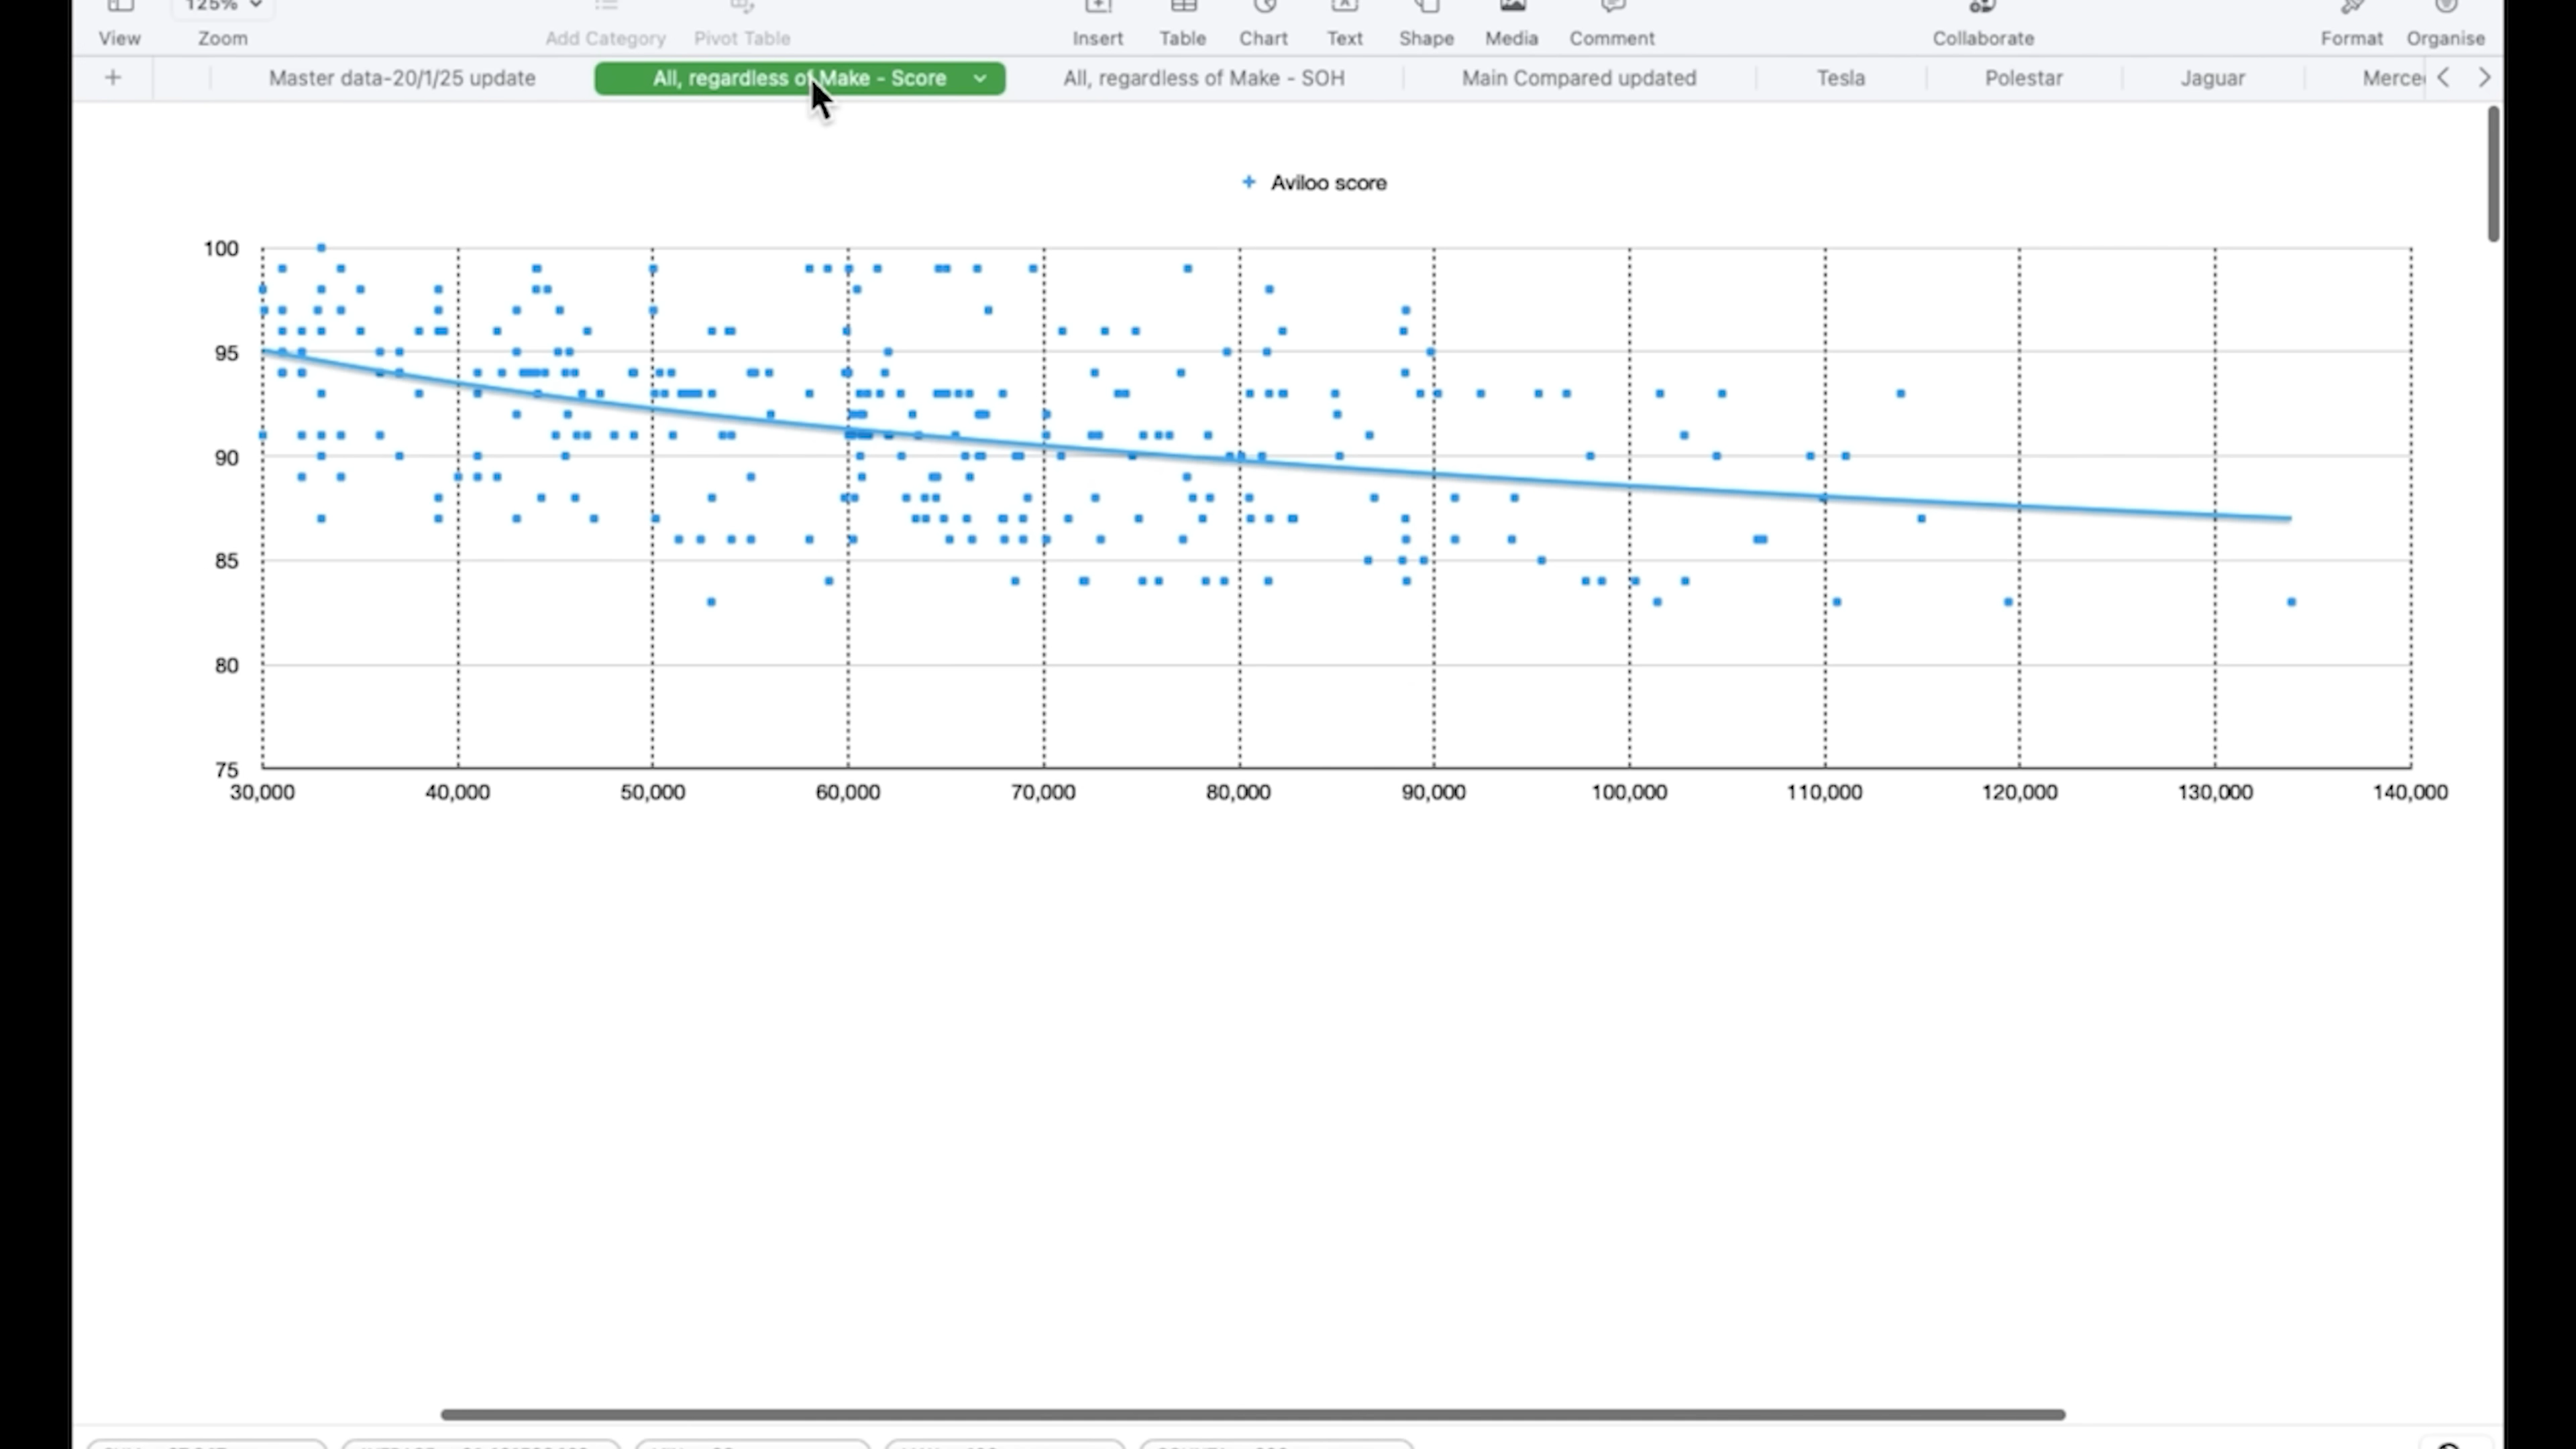 125%
View Zoom Add Category Pivot Table Insert Table Chart Text Shape Media Comment Collaborate Format Organise
+ Master data-20/1/25 update All, regardless of Make - Score All, regardless of Make - SOH Main Compared updated Tesla Polestar Jaguar Merce
Aviloo score
100
95
90
85
80
75
30,000 40,000 50,000 60,000 70,000 80,000 90,000 100,000 110,000 120,000 130,000 140,000